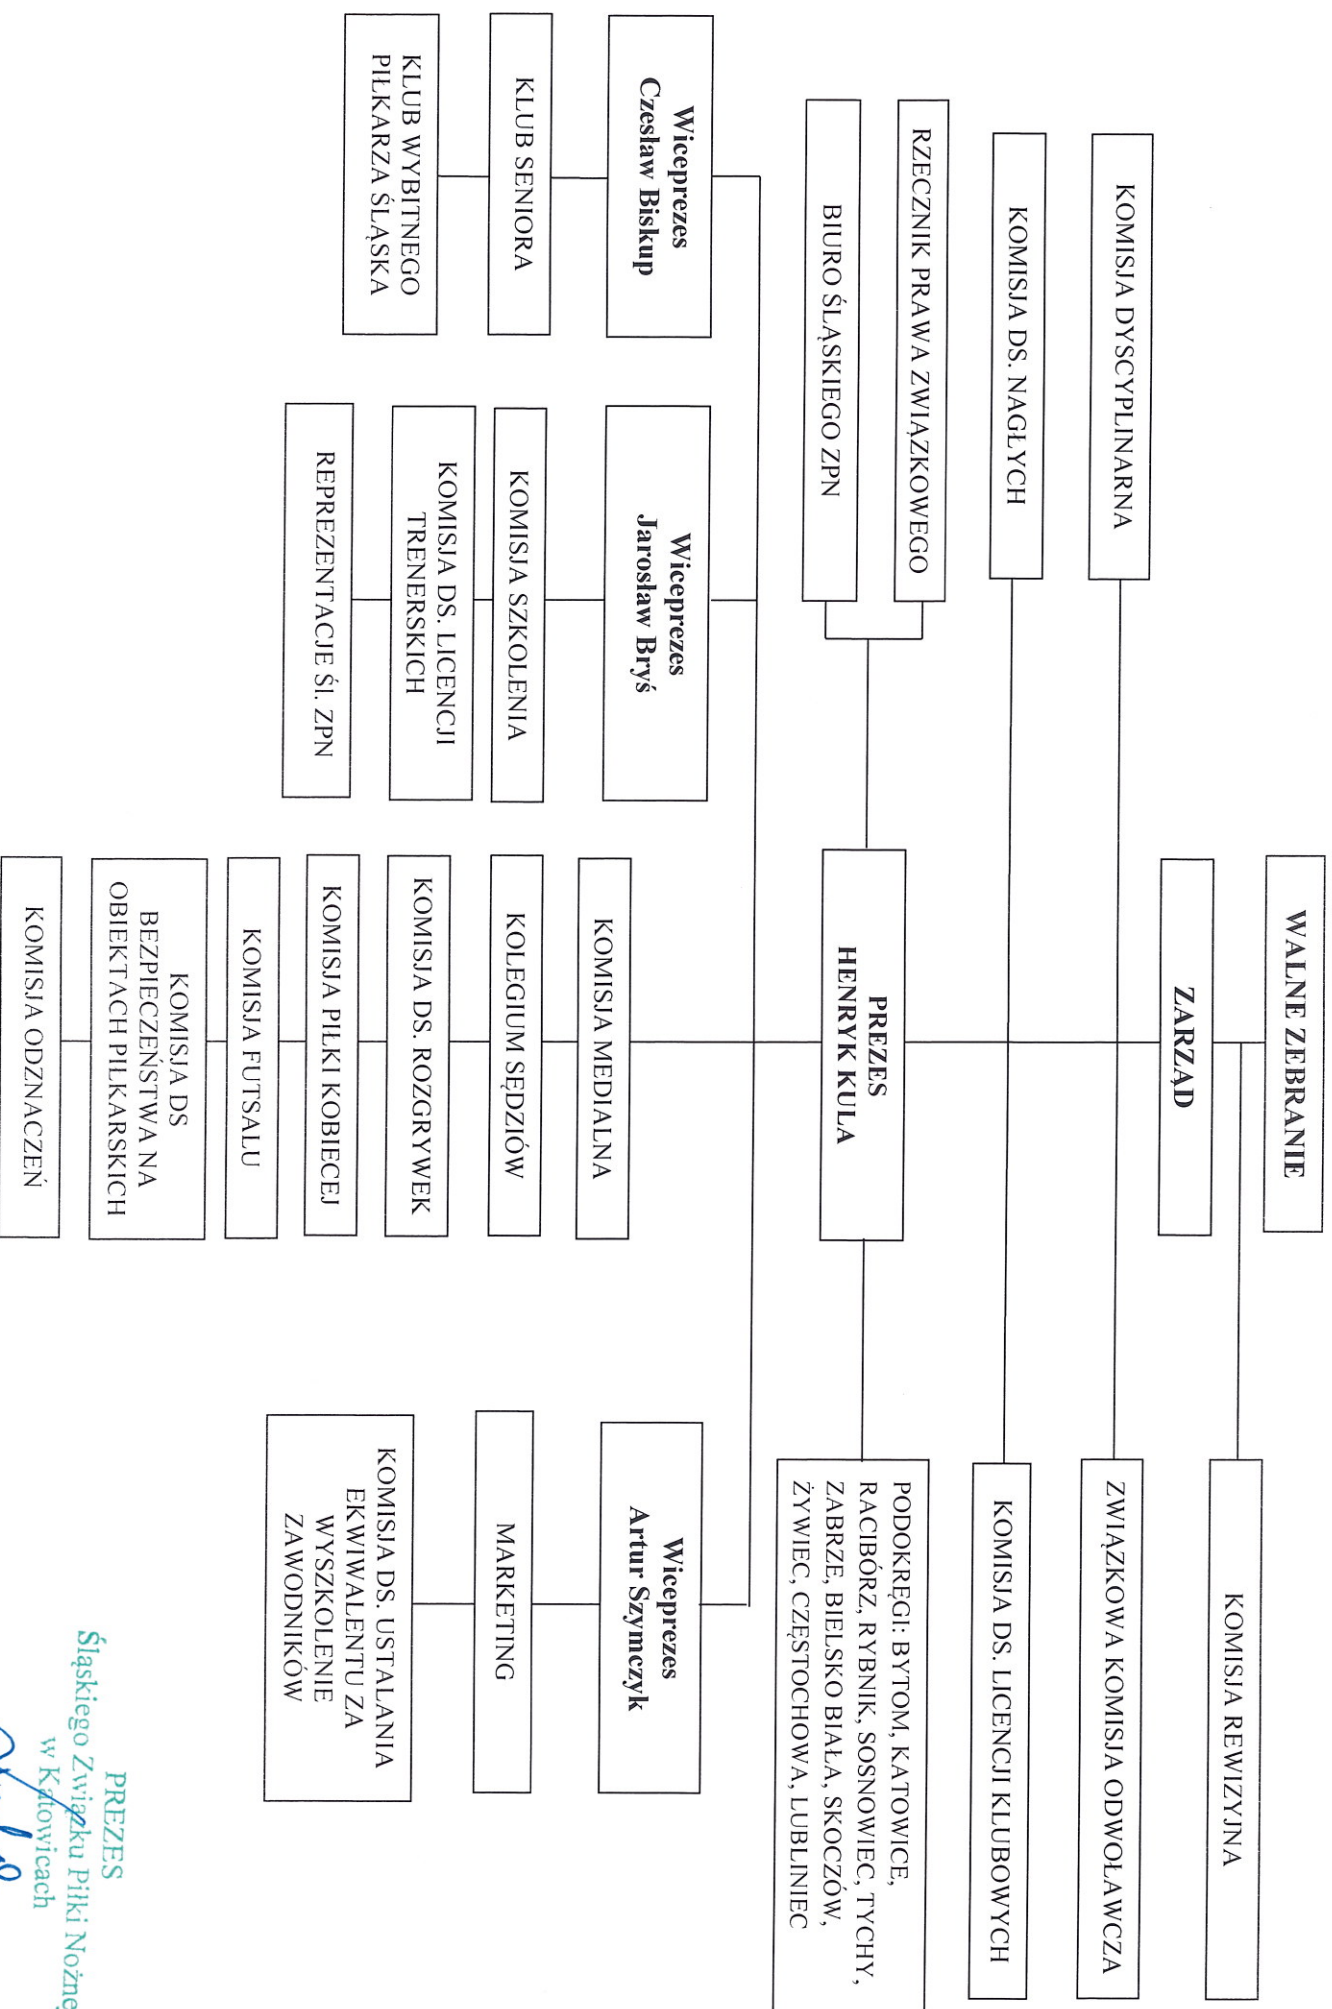 WALNE ZEBRANIE
KOMISJA REWIZYJNA
ZARZĄD
KOMISJA DYSCYPLINARNA
ZWIĄZKOWA KOMISJA ODWOŁAWCZA
KOMISJA DS. NAGŁYCH
KOMISJA DS. LICENCJI KLUBOWYCH
RZECZNIK PRAWA ZWIĄZKOWEGO
BIURO ŚLĄSKIEGO ZPN
PREZES
HENRYK KULA
PODOKRĘGI: BYTOM, KATOWICE,
RACIBÓRZ, RYBNIK, SOSNOWIEC, TYCHY,
ZABRZE, BIELSKO BIAŁA, SKOCZÓW,
ŻYWIEC, CZĘSTOCHOWA, LUBLINIEC
Wiceprezes
Czesław Biskup
KLUB SENIORA
KLUB WYBITNEGO
PIŁKARZA ŚLĄSKA
Wiceprezes
Jarosław Bryś
KOMISJA SZKOLENIA
KOMISJA DS. LICENCJI
TRENERSKICH
REPREZENTACJE Śl. ZPN
KOMISJA MEDIALNA
KOLEGIUM SĘDZIÓW
KOMISJA DS. ROZGRYWEK
KOMISJA PIŁKI KOBIECEJ
KOMISJA FUTSALU
KOMISJA DS
BEZPIECZEŃSTWA NA
OBIEKTACH PILKARSKICH
KOMISJA ODZNACZEŃ
Wiceprezes
Artur Szymczyk
MARKETING
KOMISJA DS. USTALANIA
EKWIWALENTU ZA
WYSZKOLENIE
ZAWODNIKÓW
PREZES
Śląskiego Związku Piłki Nożnej
w Katowicach